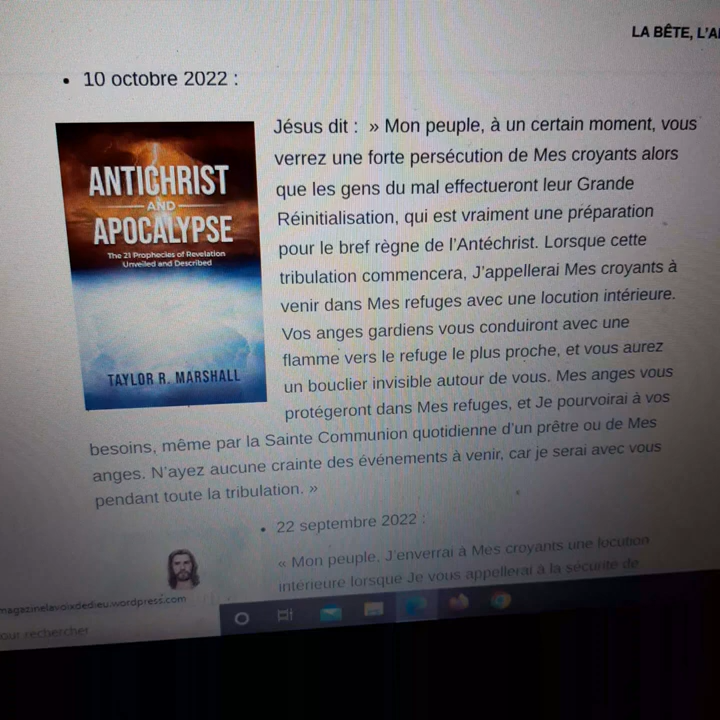 LA BÊTE, L'A
• 10 octobre 2022 :
ANTICHRIST
AND
APOCALYPSE
The 21 Prophecies of Revelation
Unveiled and Described
TAYLOR R. MARSHALL
Jésus dit : » Mon peuple, à un certain moment, vous
verrez une forte persécution de Mes croyants alors
que les gens du mal effectueront leur Grande
Réinitialisation, qui est vraiment une préparation
pour le bref règne de l'Antéchrist. Lorsque cette
tribulation commencera, J'appellerai Mes croyants à
venir dans Mes refuges avec une locution intérieure.
Vos anges gardiens vous conduiront avec une
flamme vers le refuge le plus proche, et vous aurez
un bouclier invisible autour de vous. Mes anges vous
protégeront dans Mes refuges, et Je pourvoirai à vos
besoins, même par la Sainte Communion quotidienne d'un prêtre ou de Mes
anges. N'ayez aucune crainte des événements à venir, car je serai avec vous
pendant toute la tribulation. »
• 22 septembre 2022 :
« Mon peuple, J'enverrai à Mes croyants une locution
intérieure lorsque Je vous appellerai à la sécurité de
magazinelavoixdedieu.wordpress.com
our rechercher